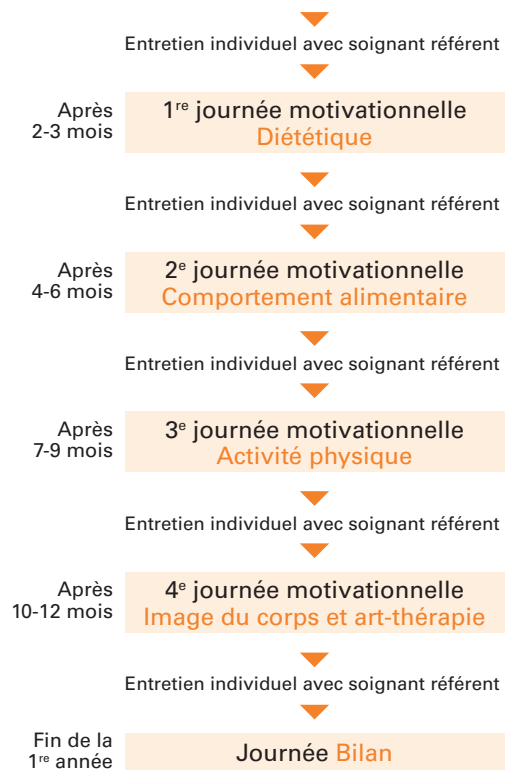 Entretien individuel avec soignant référent
Après
2-3 mois
1re journée motivationnelle
Diététique
Entretien individuel avec soignant référent
Après
4-6 mois
2e journée motivationnelle
Comportement alimentaire
Entretien individuel avec soignant référent
Après
7-9 mois
3e journée motivationnelle
Activité physique
Entretien individuel avec soignant référent
Après
10-12 mois
4e journée motivationnelle
Image du corps et art-thérapie
Entretien individuel avec soignant référent
Fin de la
1re année
Journée Bilan